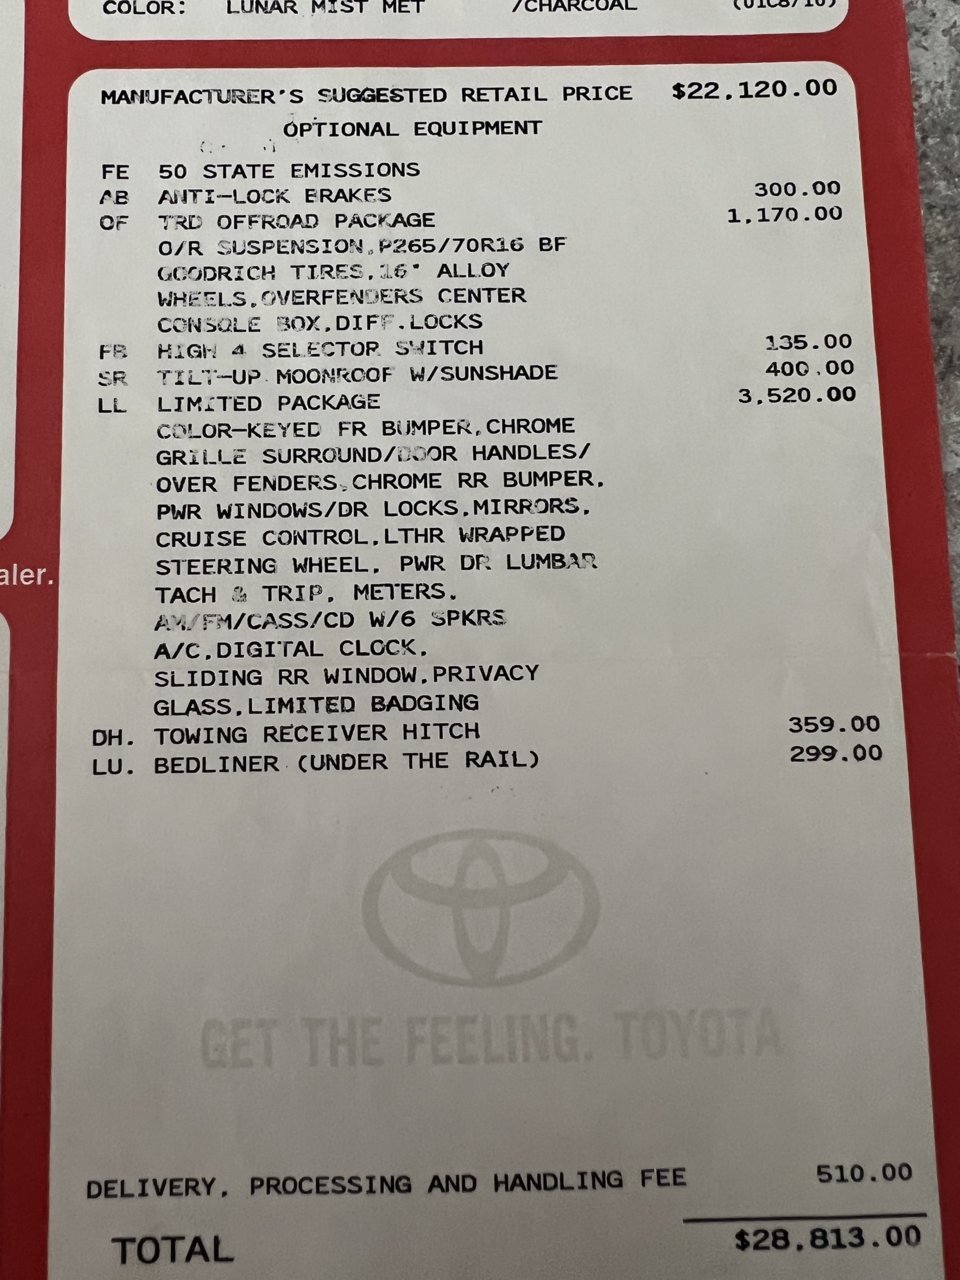 COLOR: LUNAR MIST MET /CHARCOAL (01C8/10)
MANUFACTURER'S SUGGESTED RETAIL PRICE $22,120.00
OPTIONAL EQUIPMENT
FE 50 STATE EMISSIONS
AB ANTI-LOCK BRAKES 300.00
OF TRD OFFROAD PACKAGE 1,170.00
O/R SUSPENSION,P265/70R16 BF
GOODRICH TIRES,16" ALLOY
WHEELS,OVERFENDERS CENTER
CONSOLE BOX,DIFF.LOCKS
FB HIGH 4 SELECTOR SWITCH 135.00
SR TILT-UP MOONROOF W/SUNSHADE 400.00
LL LIMITED PACKAGE 3,520.00
COLOR-KEYED FR BUMPER,CHROME
GRILLE SURROUND/DOOR HANDLES/
OVER FENDERS,CHROME RR BUMPER,
PWR WINDOWS/DR LOCKS,MIRRORS,
CRUISE CONTROL,LTHR WRAPPED
STEERING WHEEL, PWR DR LUMBAR
TACH & TRIP, METERS,
AM/FM/CASS/CD W/6 SPKRS
A/C,DIGITAL CLOCK,
SLIDING RR WINDOW,PRIVACY
GLASS,LIMITED BADGING
DH. TOWING RECEIVER HITCH 359.00
LU. BEDLINER (UNDER THE RAIL) 299.00
aler.
GET THE FEELING. TOYOTA
DELIVERY, PROCESSING AND HANDLING FEE 510.00
TOTAL $28,813.00